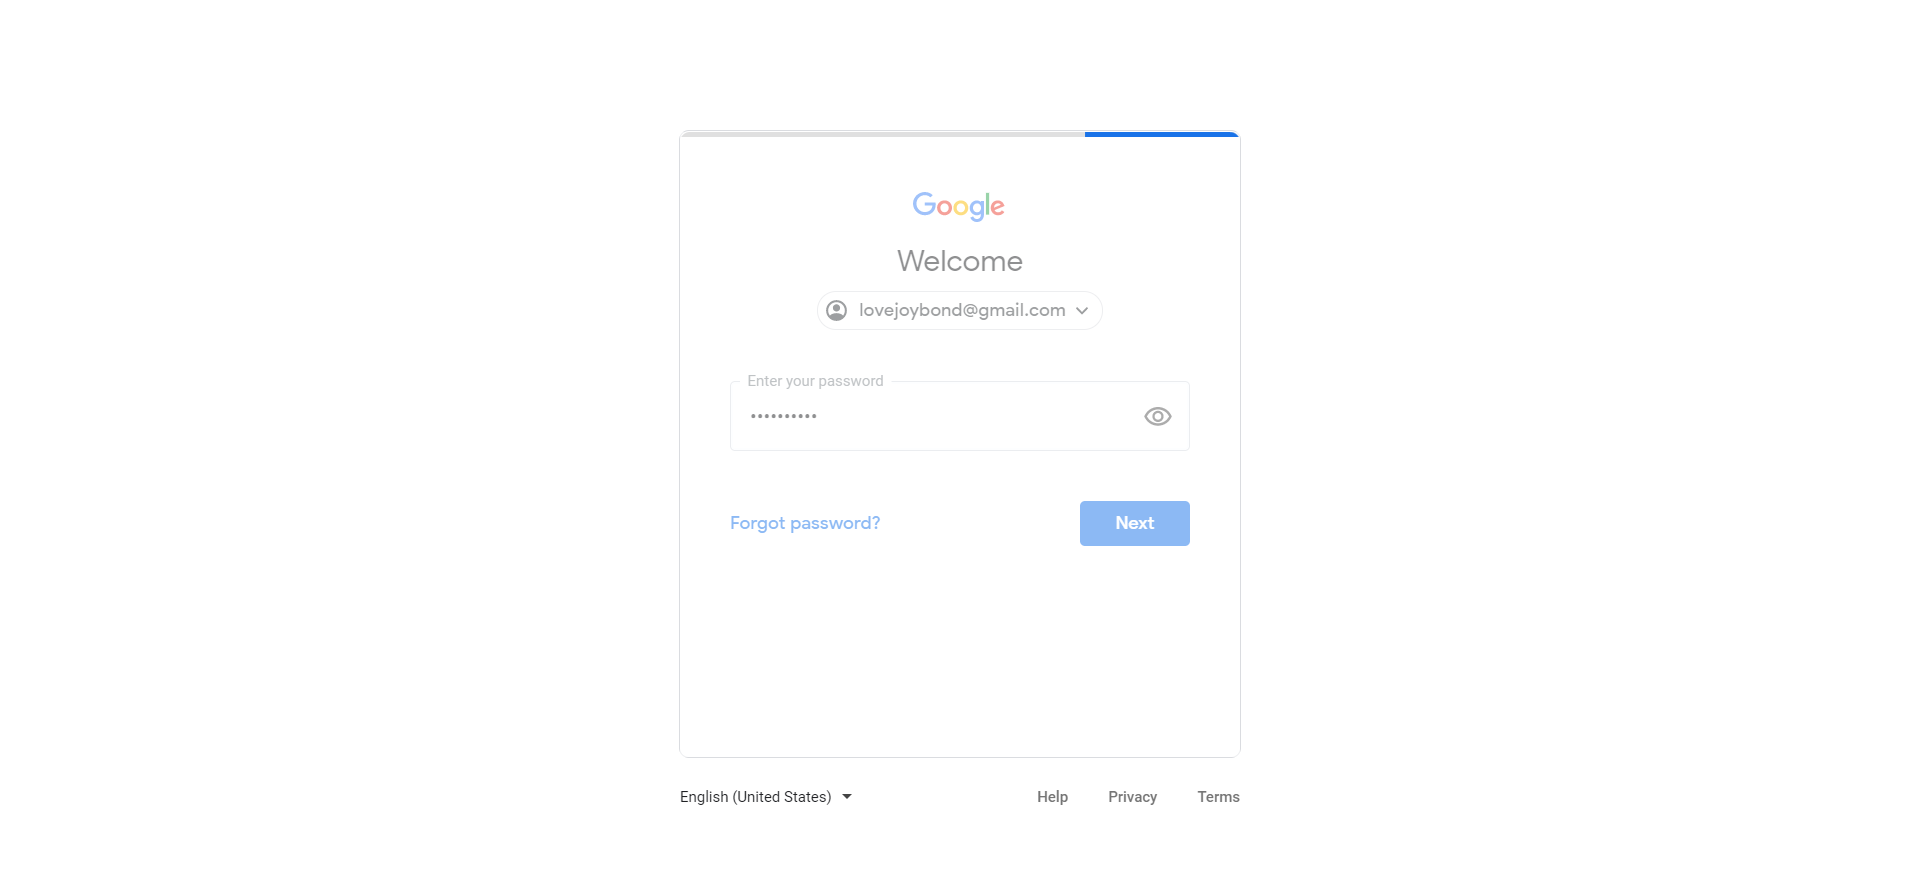 Google
Welcome
lovejoybond@gmail.com
Enter your password
••••••••••
Forgot password?
Next
English (United States)
Help
Privacy
Terms